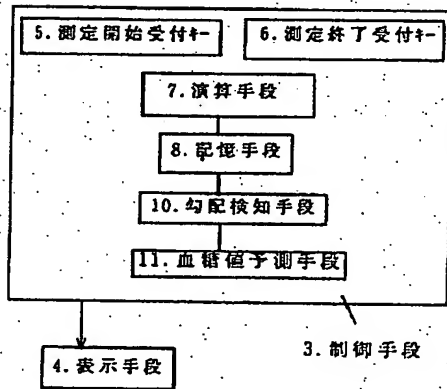 5. 測定開始受付キー
6. 測定終了受付キー
7. 演算手段
8. 記憶手段
10. 勾配検知手段
11. 血糖値予測手段
3. 制御手段
4. 表示手段